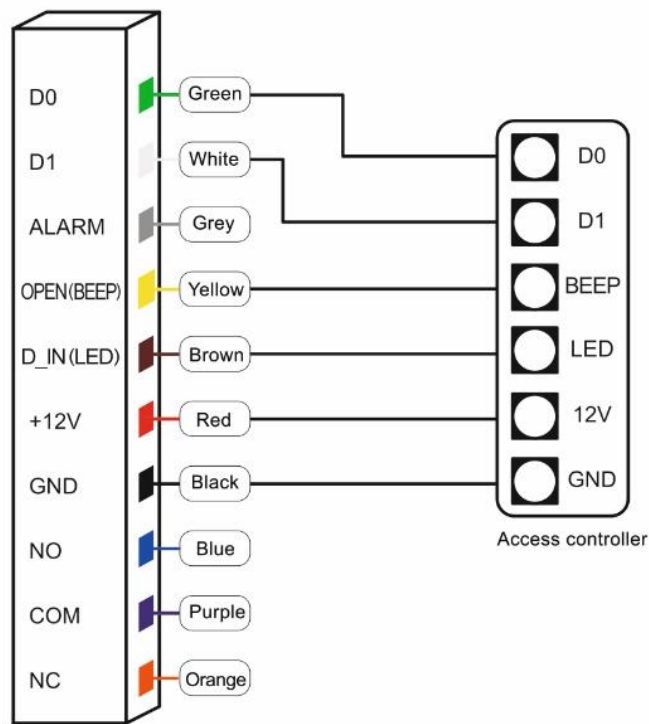 D0
Green
D1
White
ALARM
Grey
OPEN(BEEP)
Yellow
D_IN(LED)
Brown
+12V
Red
GND
Black
NO
Blue
COM
Purple
NC
Orange
D0
D1
BEEP
LED
12V
GND
Access controller